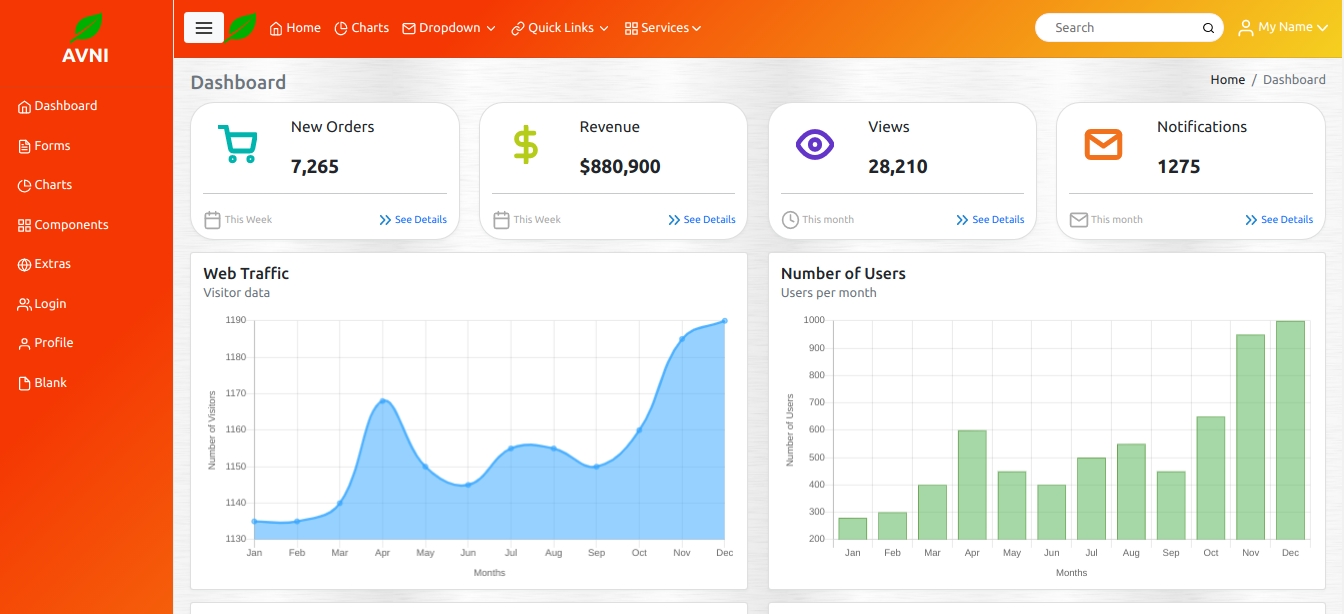 AVNI
Dashboard
Forms
Charts
Components
Extras
Login
Profile
Blank
Home Charts Dropdown Quick Links Services Search My Name
Dashboard
Home / Dashboard
New Orders
7,265
This Week See Details
Revenue
$880,900
This Week See Details
Views
28,210
This month See Details
Notifications
1275
This month See Details
Web Traffic
Visitor data
Number of Visitors
1190
1180
1170
1160
1150
1140
1130
Jan Feb Mar Apr May Jun Jul Aug Sep Oct Nov Dec
Months
Number of Users
Users per month
Number of Users
1000
900
800
700
600
500
400
300
200
Jan Feb Mar Apr May Jun Jul Aug Sep Oct Nov Dec
Months